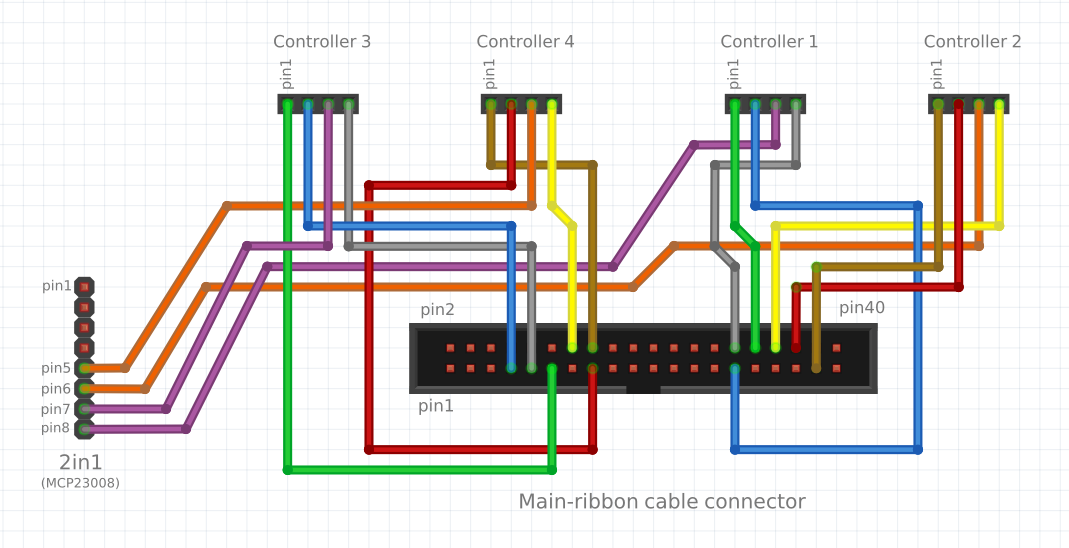 Controller 3
Controller 4
Controller 1
Controller 2
pin1
pin1
pin1
pin1
pin1
pin2
pin40
pin5
pin6
pin7
pin8
pin1
2in1
(MCP23008)
Main-ribbon cable connector